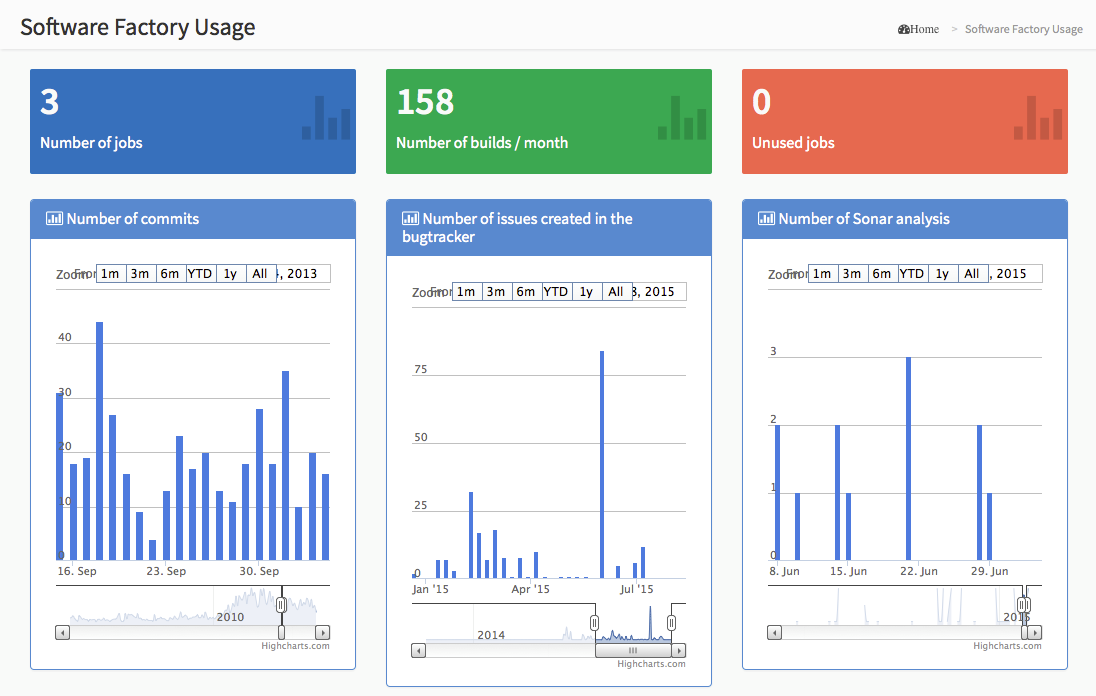 Software Factory Usage
Home > Software Factory Usage
3
Number of jobs
158
Number of builds / month
0
Unused jobs
Number of commits
Zoom From 1m 3m 6m YTD 1y All , 2013
40
30
20
10
0
16. Sep 23. Sep 30. Sep
2010
Highcharts.com
Number of issues created in the
bugtracker
Zoom From 1m 3m 6m YTD 1y All , 2015
75
50
25
0
Jan '15 Apr '15 Jul '15
2014
Highcharts.com
Number of Sonar analysis
Zoom From 1m 3m 6m YTD 1y All , 2015
3
2
1
0
8. Jun 15. Jun 22. Jun 29. Jun
2015
Highcharts.com